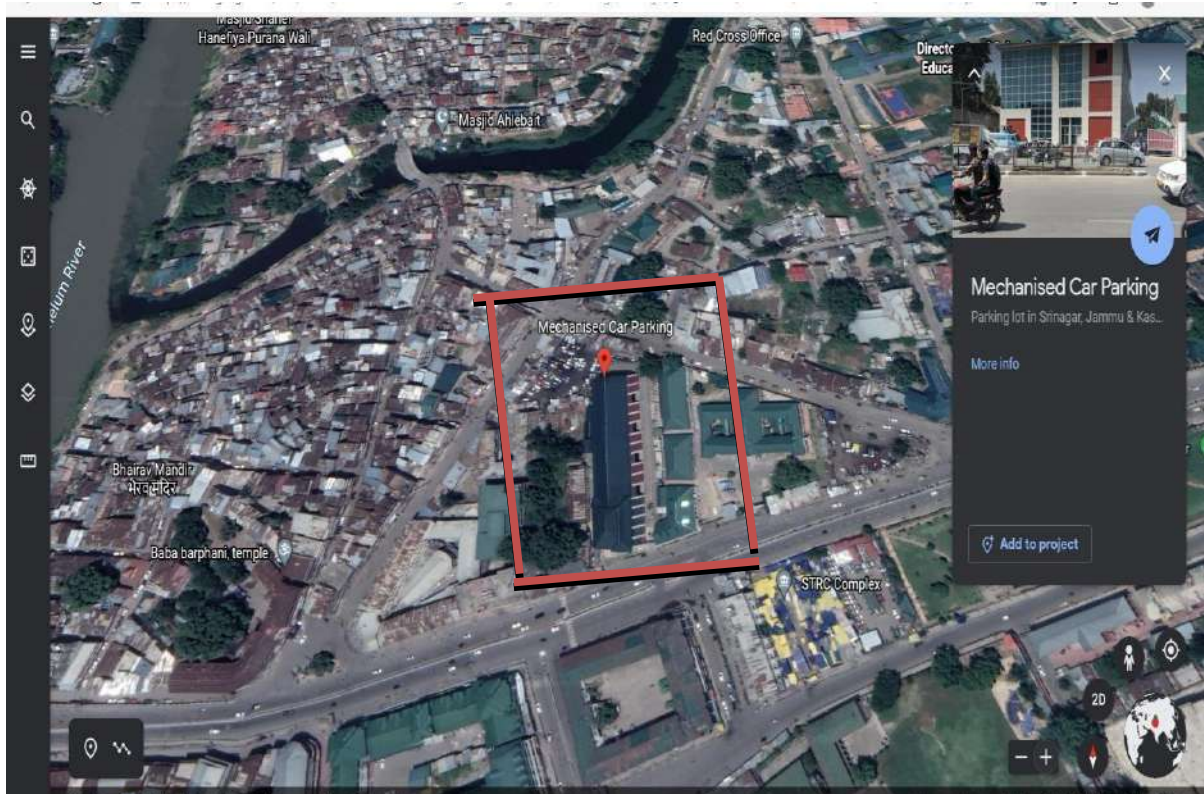 Masjid Shaher
Hanefiya Purana Wali
Red Cross Office
Directo
Educa
Masjid Ahlebait
elum River
Mechanised Car Parking
Mechanised Car Parking
Parking lot in Srinagar, Jammu & Kas...
More info
Bhairav Mandir
भैरव मंदिर
Baba barphani, temple
STRC Complex
Add to project
2D